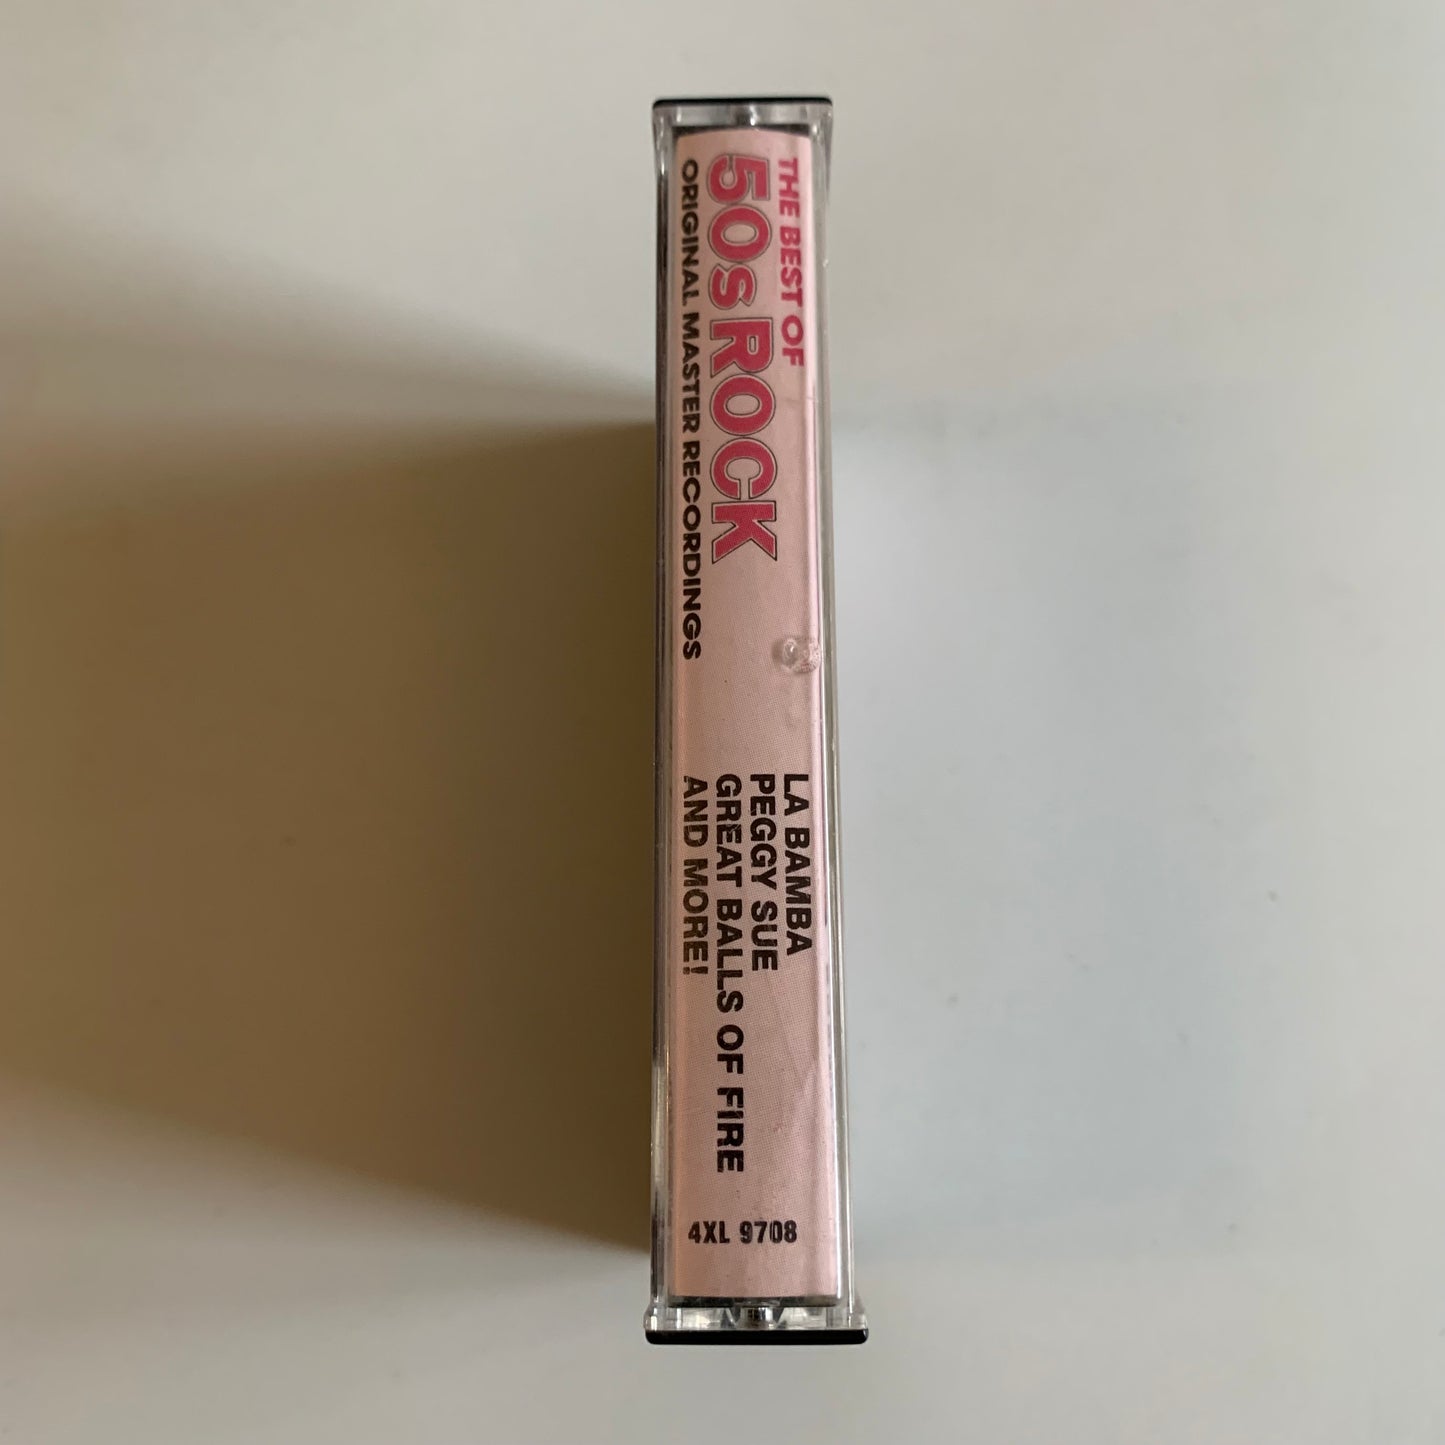 THE BEST OF
50s ROCK
ORIGINAL MASTER RECORDINGS
LA BAMBA
PEGGY SUE
GREAT BALLS OF FIRE
AND MORE!
4XL 9708